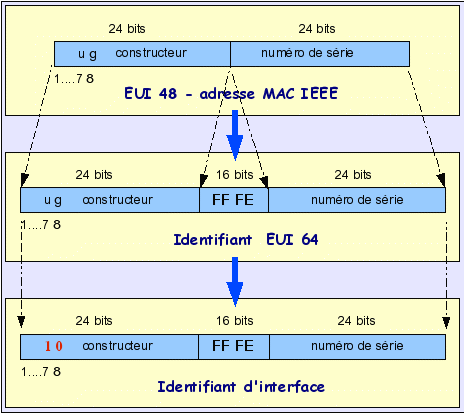 24 bits 24 bits
u g constructeur numéro de série
1....7 8
EUI 48 - adresse MAC IEEE
24 bits 16 bits 24 bits
u g constructeur FF FE numéro de série
1....7 8
Identifiant EUI 64
24 bits 16 bits 24 bits
1 0 constructeur FF FE numéro de série
1....7 8
Identifiant d'interface